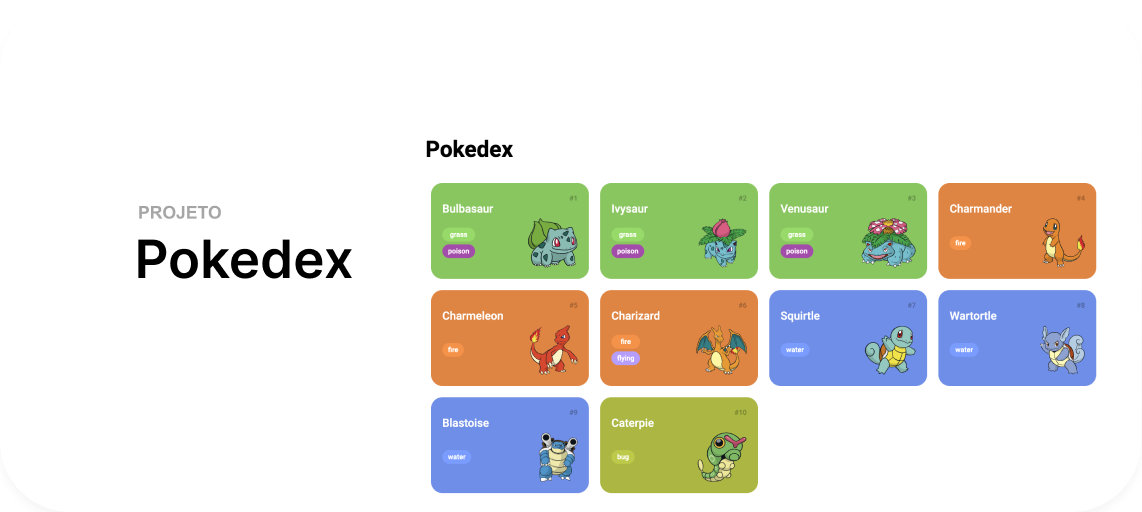 PROJETO
Pokedex
Pokedex
#1
Bulbasaur
grass
poison
#2
Ivysaur
grass
poison
#3
Venusaur
grass
poison
#4
Charmander
fire
#5
Charmeleon
fire
#6
Charizard
fire
flying
#7
Squirtle
water
#8
Wartortle
water
#9
Blastoise
water
#10
Caterpie
bug